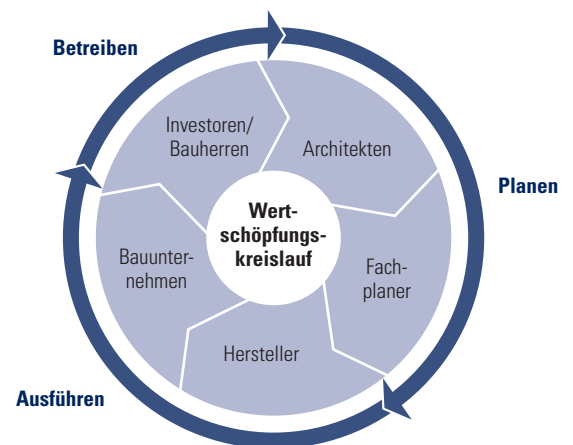 Betreiben
Investoren/
Bauherren
Architekten
Planen
Wert-
schöpfungs-
kreislauf
Bauunter-
nehmen
Fach-
planer
Hersteller
Ausführen